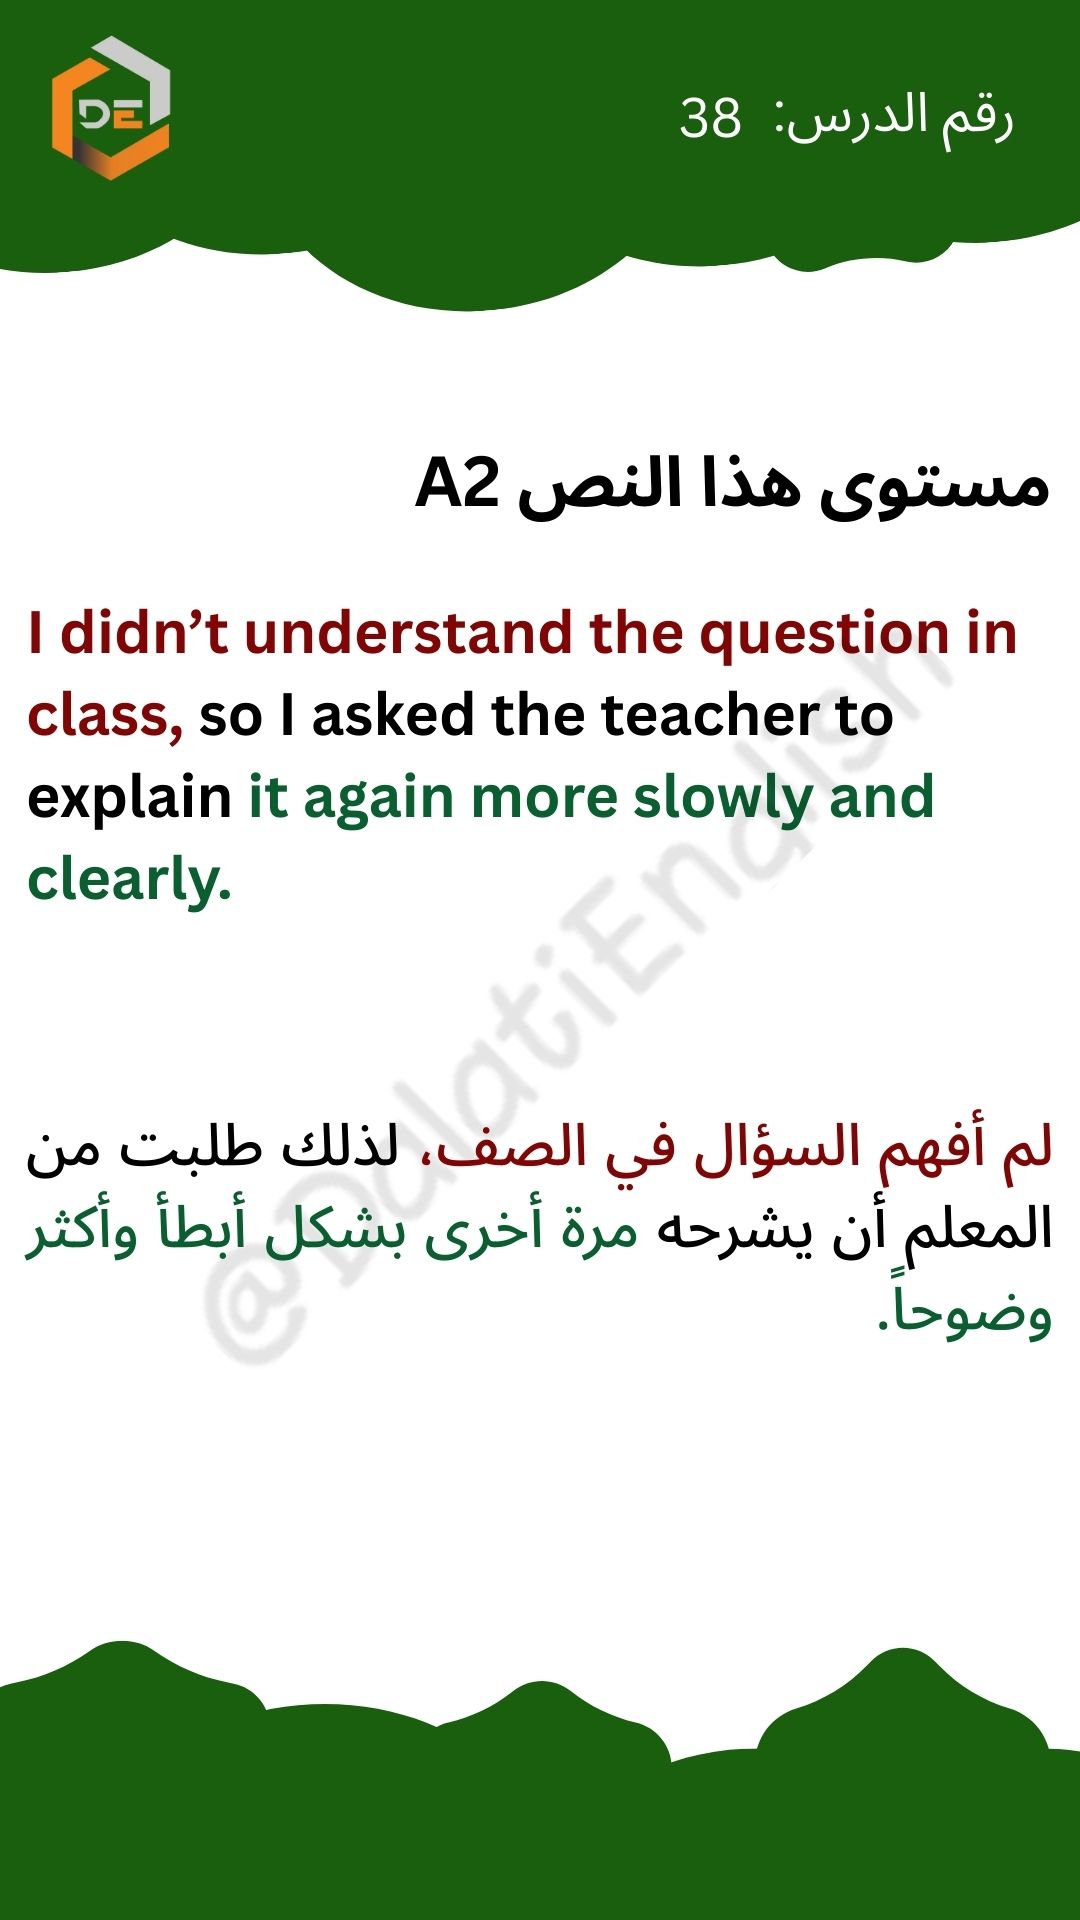 DE
رقم الدرس: 38
مستوى هذا النص A2
I didn’t understand the question in
class, so I asked the teacher to
explain it again more slowly and
clearly.
لم أفهم السؤال في الصف، لذلك طلبت من
المعلم أن يشرحه مرة أخرى بشكل أبطأ وأكثر
وضوحاً.
@DalatiEnglish